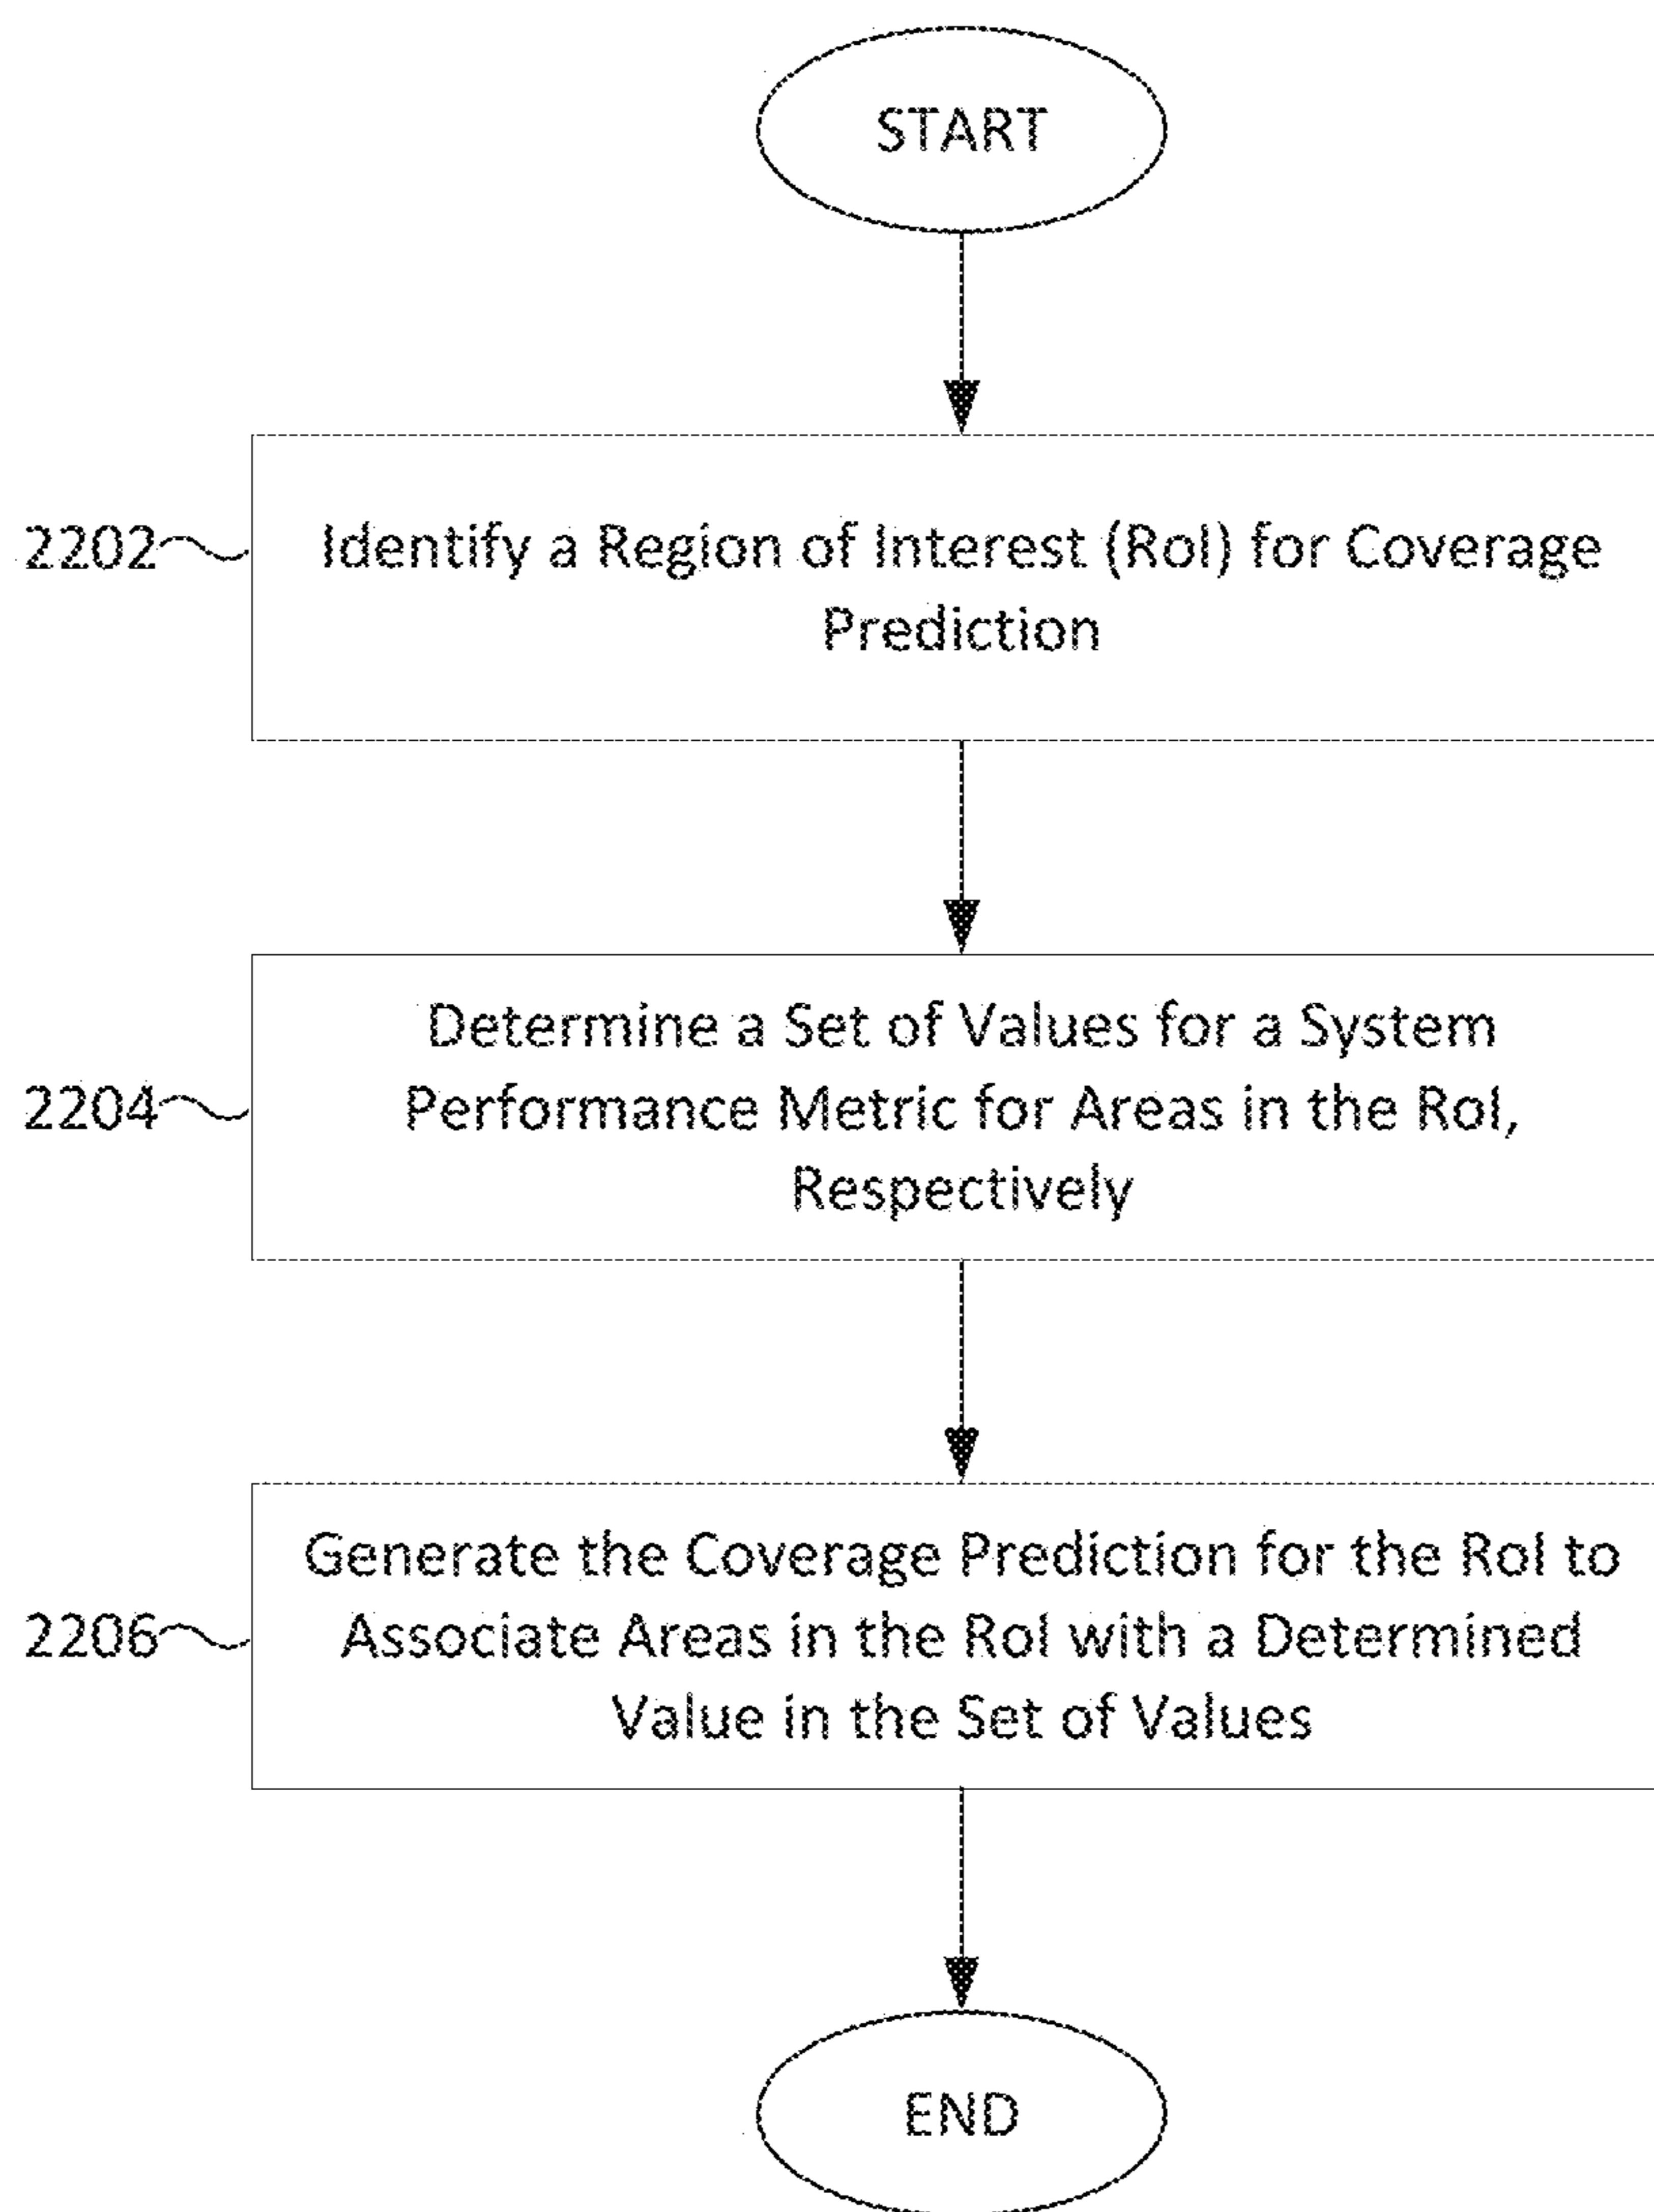 START
2202
Identify a Region of Interest (RoI) for Coverage
Prediction
Determine a Set of Values for a System
2204
Performance Metric for Areas in the RoI,
Respectively
Generate the Coverage Prediction for the RoI to
2206
Associate Areas in the RoI with a Determined
Value in the Set of Values
END